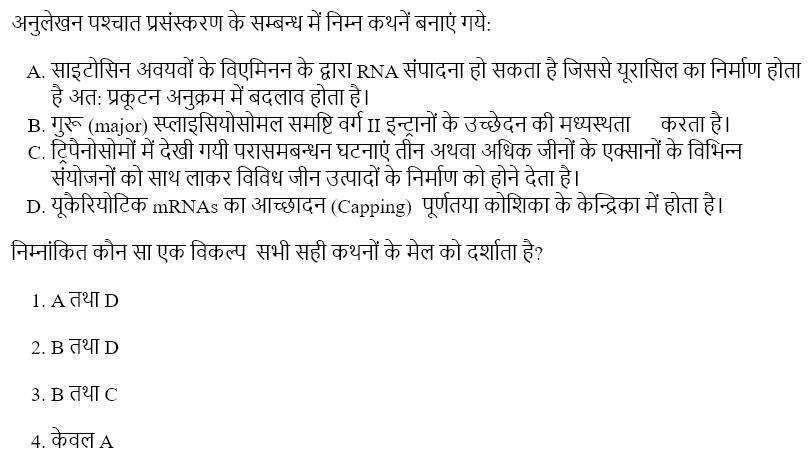 अनुलेखन पश्चात प्रसंस्करण के सम्बन्ध में निम्न कथनें बनाएं गये:
A. साइटोसिन अवयवों के विएमिनन के द्वारा RNA संपादना हो सकता है जिससे यूरासिल का निर्माण होता
है अतः प्रकूटन अनुक्रम में बदलाव होता है।
B. गुरू (major) स्प्लाइसियोसोमल समष्टि वर्ग II इन्ट्रानों के उच्छेदन की मध्यस्थता करता है।
C. ट्रिपैनोसोमों में देखी गयी परासमबन्धन घटनाएं तीन अथवा अधिक जीनों के एक्सानों के विभिन्न
संयोजनों को साथ लाकर विविध जीन उत्पादों के निर्माण को होने देता है।
D. यूकैरियोटिक mRNAs का आच्छादन (Capping) पूर्णतया कोशिका के केन्द्रिका में होता है।
निम्नांकित कौन सा एक विकल्प सभी सही कथनों के मेल को दर्शाता है?
1. A तथा D
2. B तथा D
3. B तथा C
4. केवल A